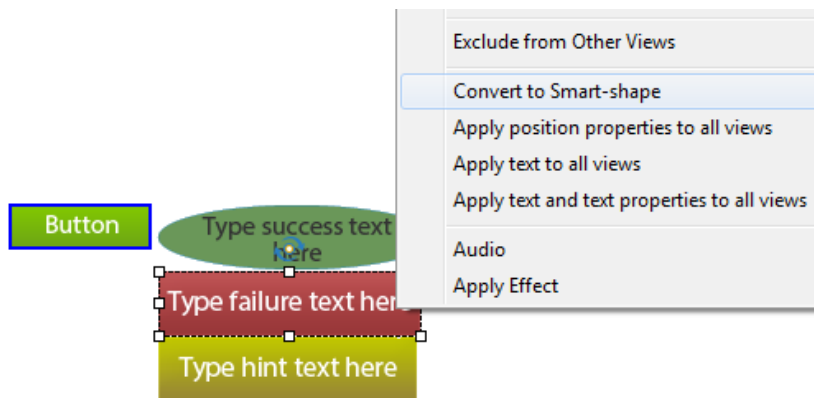 Exclude from Other Views
Convert to Smart-shape
Apply position properties to all views
Apply text to all views
Apply text and text properties to all views
Audio
Apply Effect
Button
Type success text
here
Type failure text here
Type hint text here